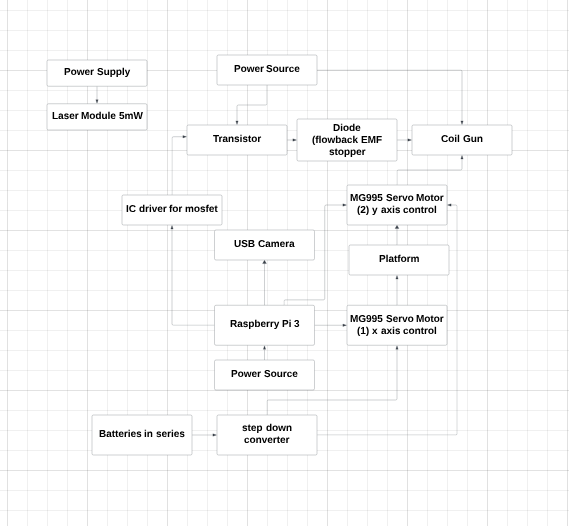 Power Supply
Power Source
Laser Module 5mW
Transistor
Diode
(flowback EMF
stopper
Coil Gun
IC driver for mosfet
MG995 Servo Motor
(2) y axis control
USB Camera
Platform
Raspberry Pi 3
MG995 Servo Motor
(1) x axis control
Power Source
Batteries in series
step down
converter